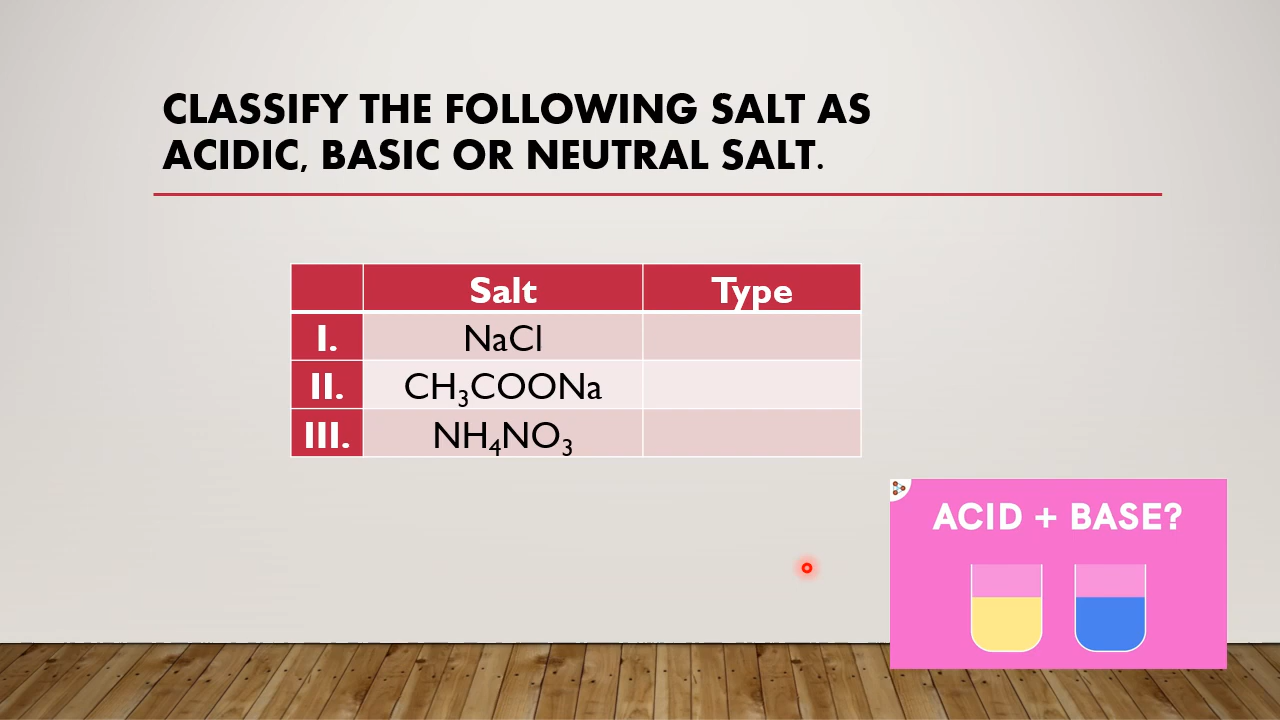 CLASSIFY THE FOLLOWING SALT AS
ACIDIC, BASIC OR NEUTRAL SALT.
Salt Type
I. NaCl
II. CH₃COONa
III. NH₄NO₃
ACID + BASE?